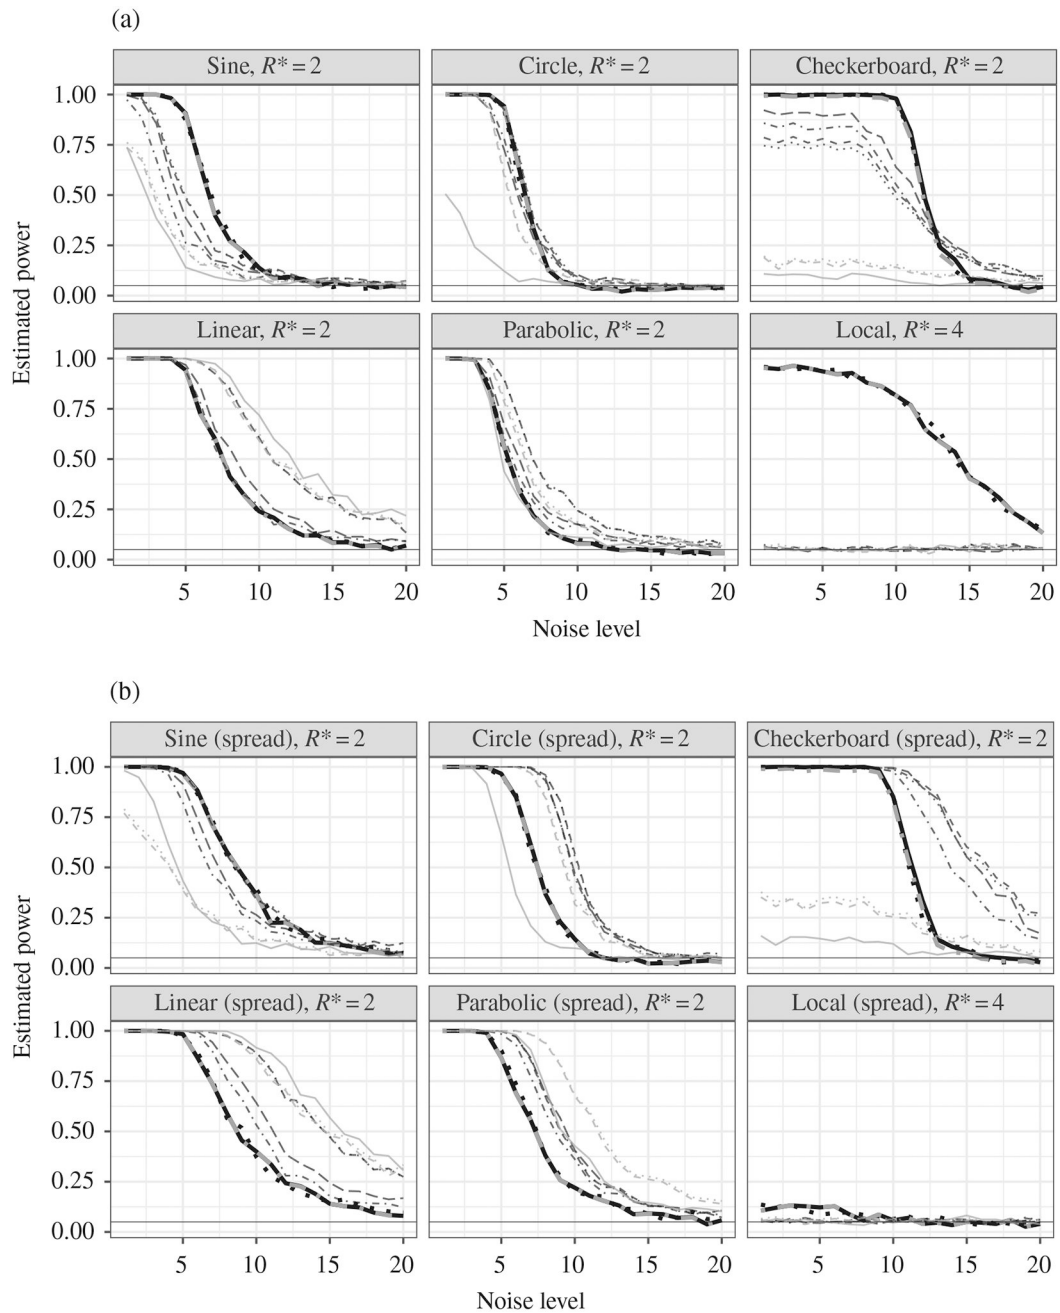 (a)
Sine, R* = 2
Circle, R* = 2
Checkerboard, R* = 2
1.00
0.75
0.50
0.25
0.00
Linear, R* = 2
Parabolic, R* = 2
Local, R* = 4
1.00
0.75
0.50
0.25
0.00
Estimated power
5 10 15 20
5 10 15 20
5 10 15 20
Noise level
(b)
Sine (spread), R* = 2
Circle (spread), R* = 2
Checkerboard (spread), R* = 2
1.00
0.75
0.50
0.25
0.00
Linear (spread), R* = 2
Parabolic (spread), R* = 2
Local (spread), R* = 4
1.00
0.75
0.50
0.25
0.00
Estimated power
5 10 15 20
5 10 15 20
5 10 15 20
Noise level